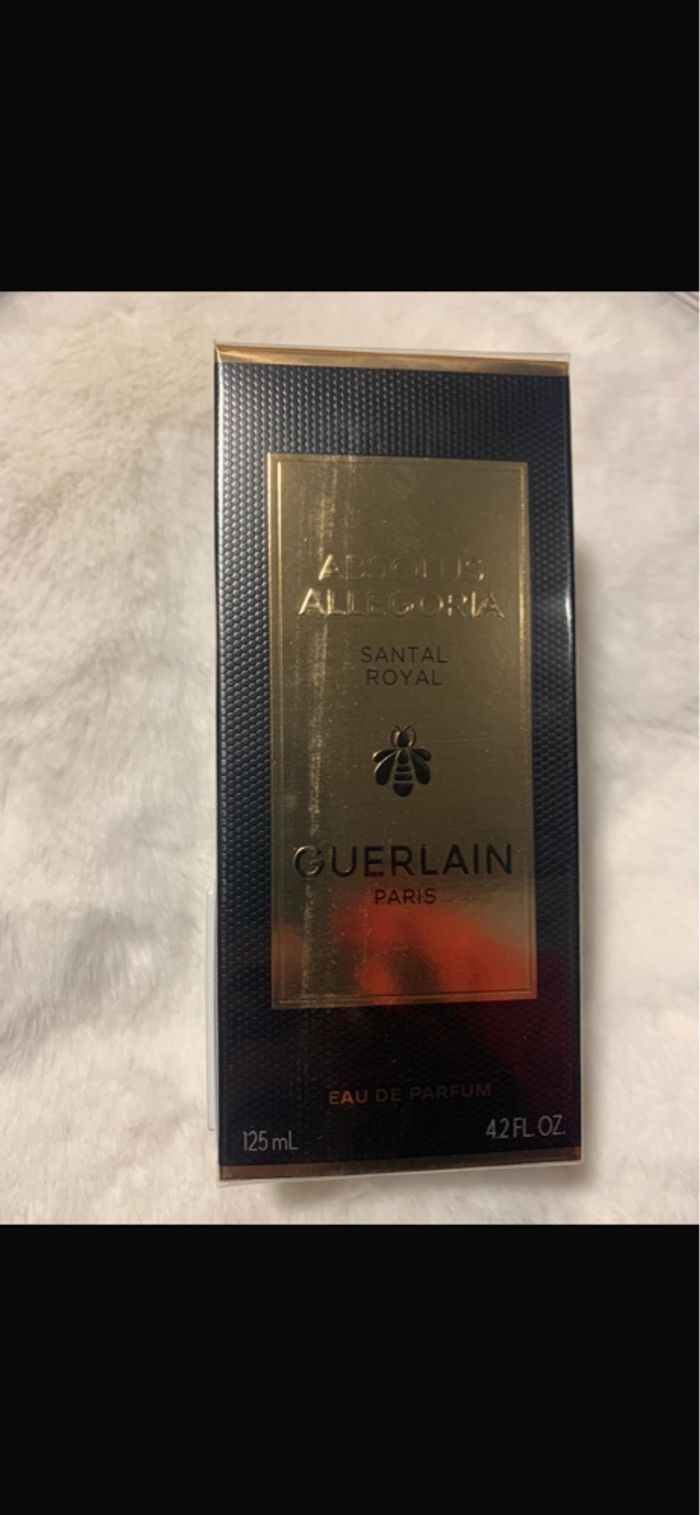 ABSOLUS
ALLEGORIA
SANTAL
ROYAL
GUERLAIN
PARIS
EAU DE PARFUM
125 mL
4.2 FL. OZ.